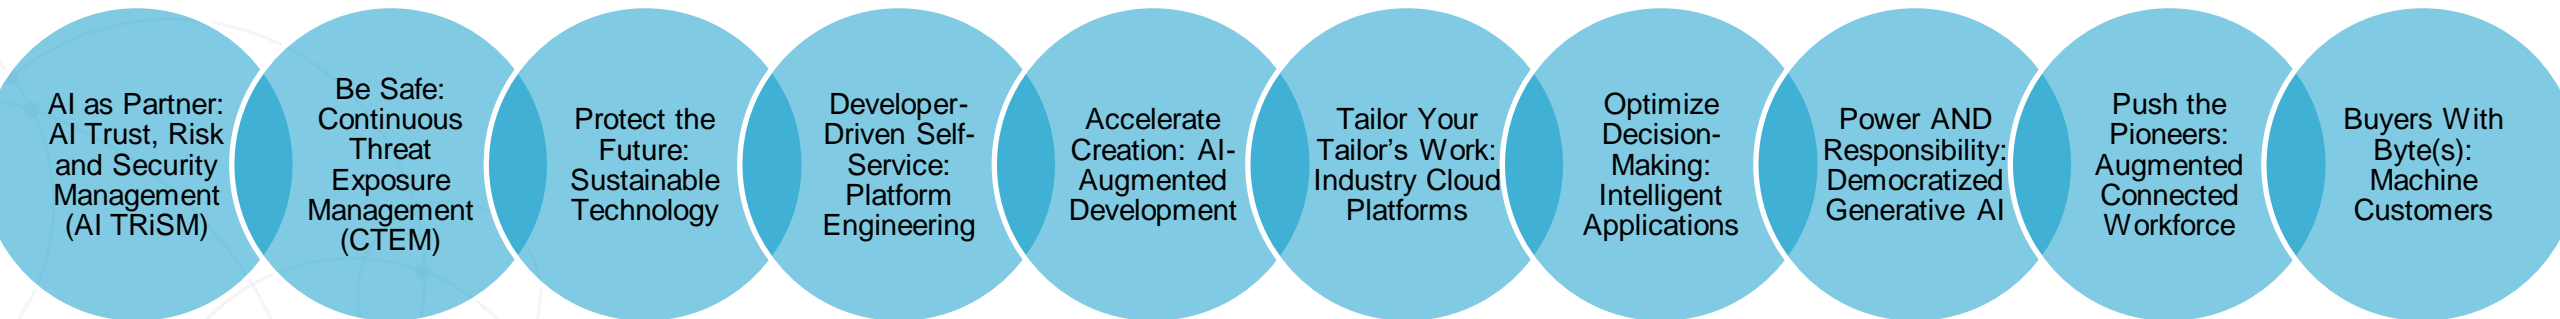 AI as Partner:
AI Trust, Risk
and Security
Management
(AI TRiSM)
Be Safe:
Continuous
Threat
Exposure
Management
(CTEM)
Protect the
Future:
Sustainable
Technology
Developer-
Driven Self-
Service:
Platform
Engineering
Accelerate
Creation: AI-
Augmented
Development
Tailor Your
Tailor’s Work:
Industry Cloud
Platforms
Optimize
Decision-
Making:
Intelligent
Applications
Power AND
Responsibility:
Democratized
Generative AI
Push the
Pioneers:
Augmented
Connected
Workforce
Buyers With
Byte(s):
Machine
Customers